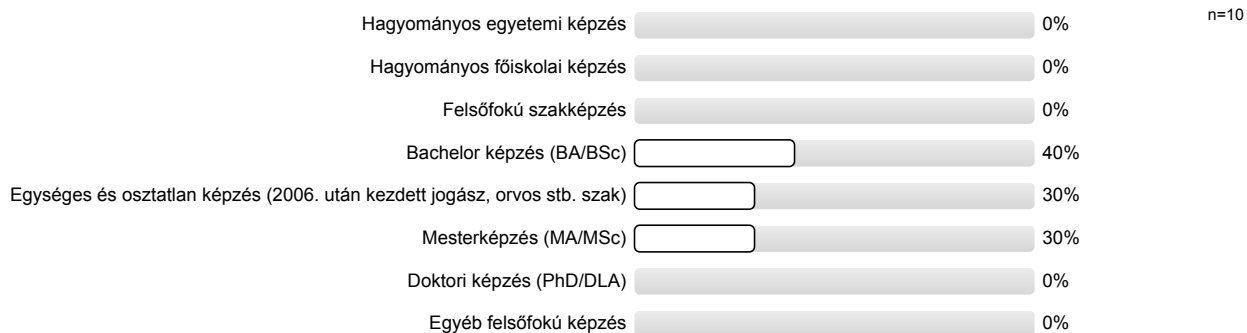 n=10
Hagyományos egyetemi képzés 0%
Hagyományos főiskolai képzés 0%
Felsőfokú szakképzés 0%
Bachelor képzés (BA/BSc) 40%
Egységes és osztatlan képzés (2006. után kezdett jogász, orvos stb. szak) 30%
Mesterképzés (MA/MSc) 30%
Doktori képzés (PhD/DLA) 0%
Egyéb felsőfokú képzés 0%